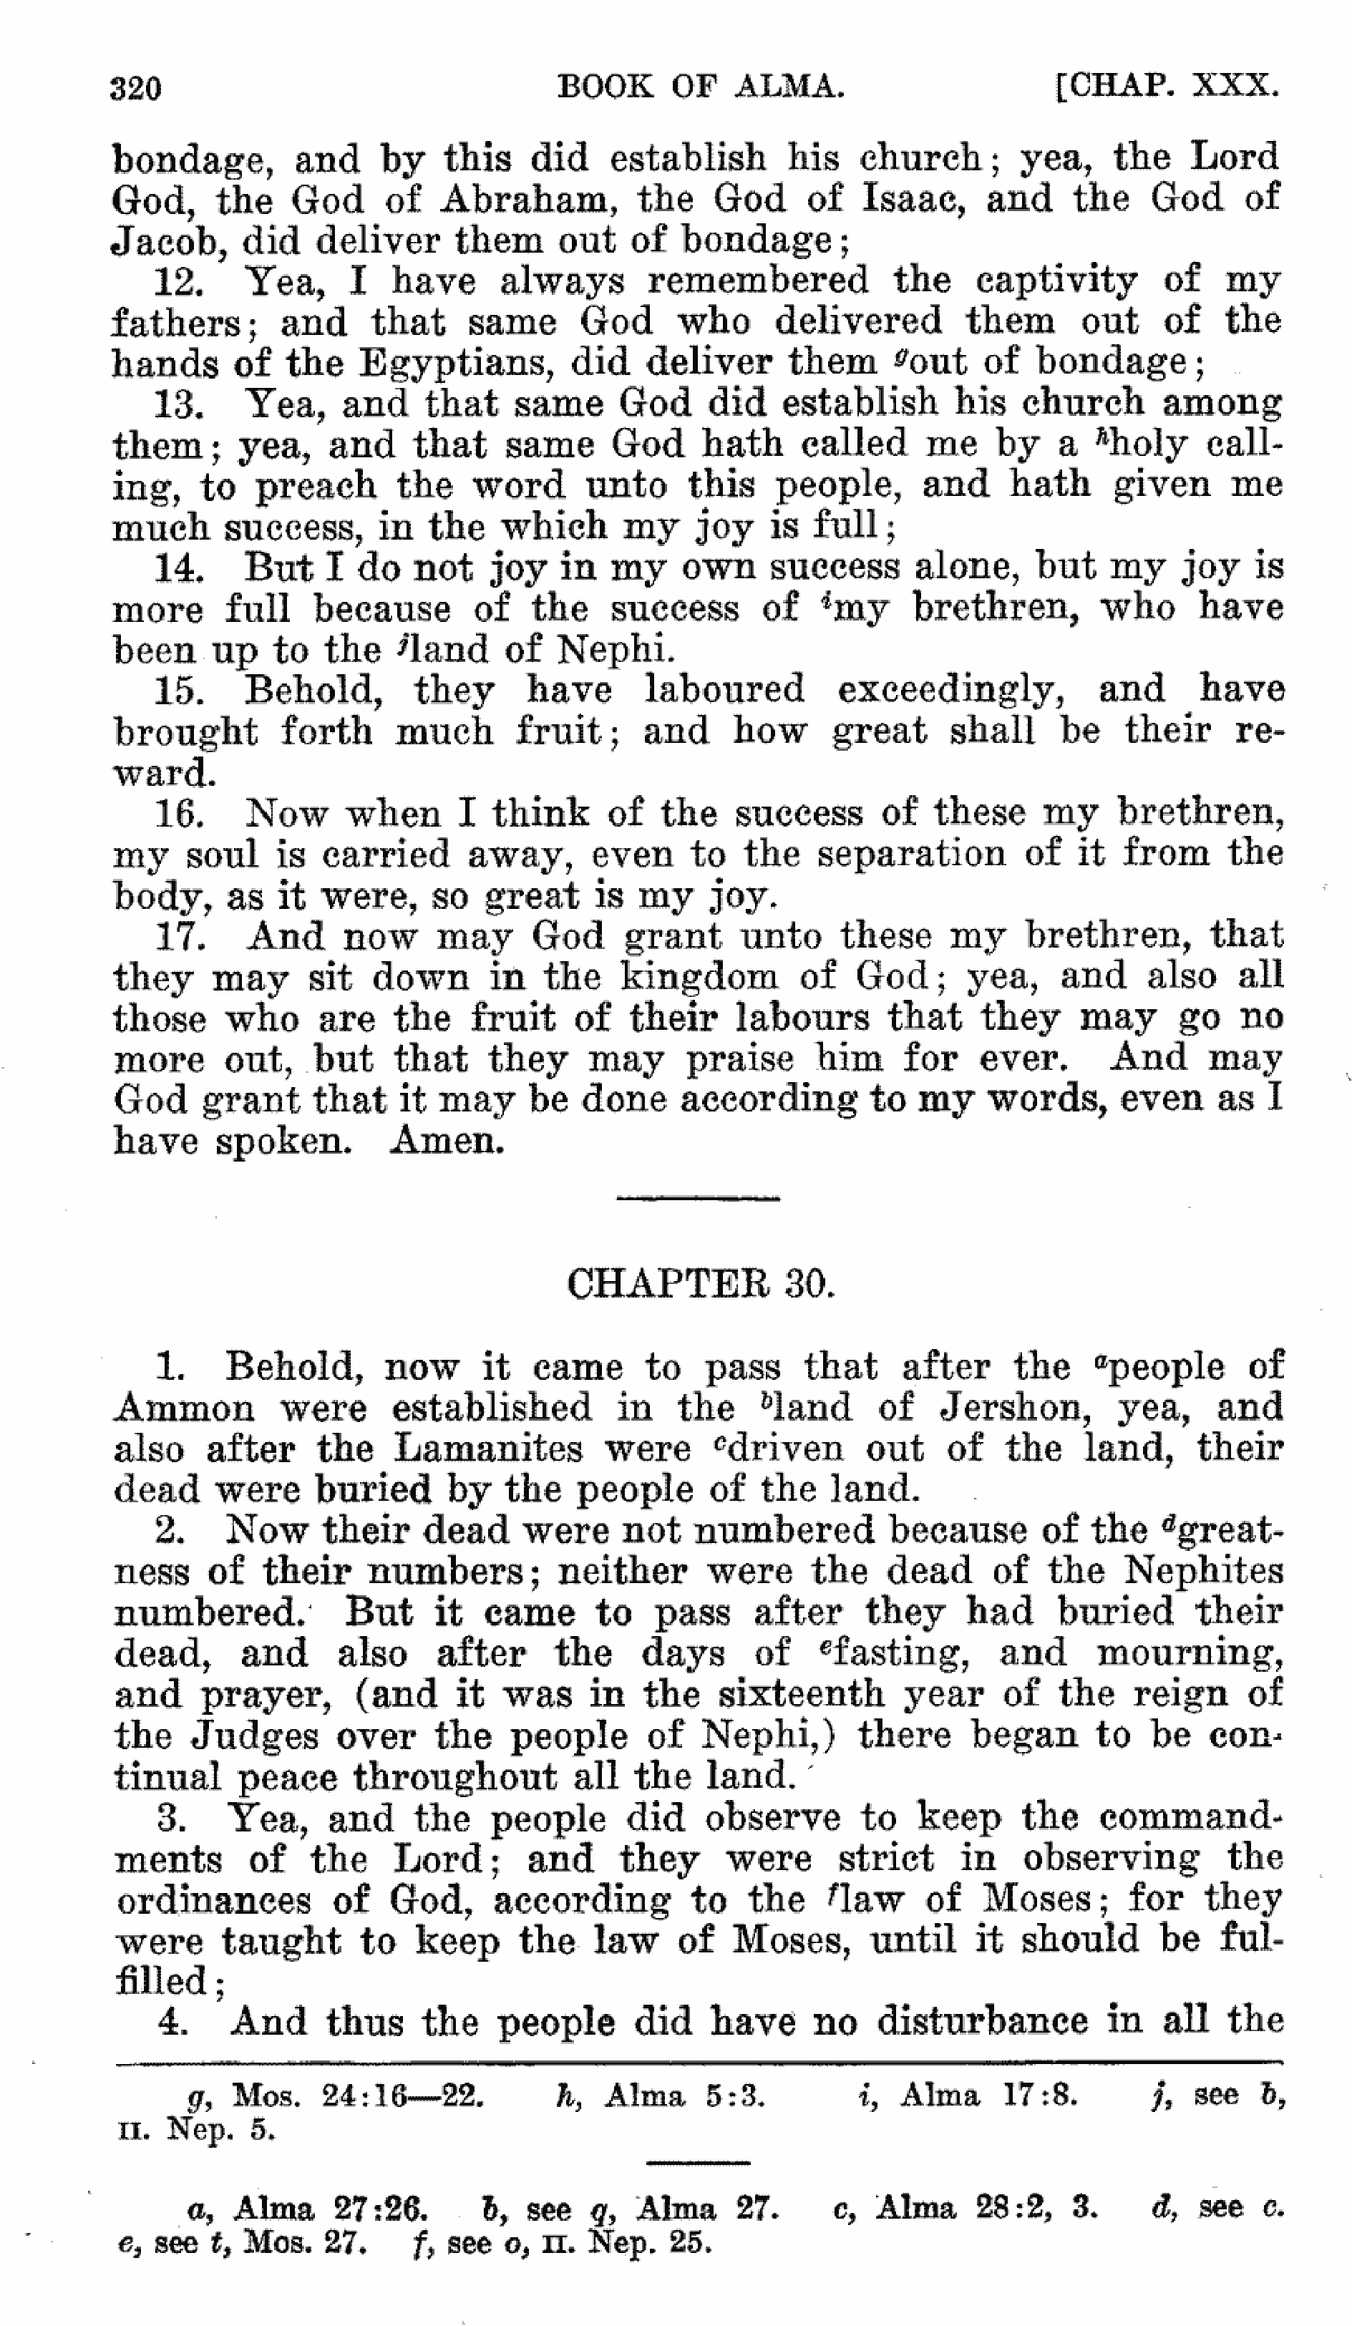 320 BOOK OF ALMA. [CHAP. XXX.
bondage, and by this did establish his church; yea, the Lord
God, the God of Abraham, the God of Isaac, and the God of
Jacob, did deliver them out of bondage;
12. Yea, I have always remembered the captivity of my
fathers; and that same God who delivered them out of the
hands of the Egyptians, did deliver them gout of bondage;
13. Yea, and that same God did establish his church among
them; yea, and that same God hath called me by a hholy call-
ing, to preach the word unto this people, and hath given me
much success, in the which my joy is full;
14. But I do not joy in my own success alone, but my joy is
more full because of the success of imy brethren, who have
been up to the jland of Nephi.
15. Behold, they have laboured exceedingly, and have
brought forth much fruit; and how great shall be their re-
ward.
16. Now when I think of the success of these my brethren,
my soul is carried away, even to the separation of it from the
body, as it were, so great is my joy.
17. And now may God grant unto these my brethren, that
they may sit down in the kingdom of God; yea, and also all
those who are the fruit of their labours that they may go no
more out, but that they may praise him for ever. And may
God grant that it may be done according to my words, even as I
have spoken. Amen.
CHAPTER 30.
1. Behold, now it came to pass that after the apeople of
Ammon were established in the bland of Jershon, yea, and
also after the Lamanites were cdriven out of the land, their
dead were buried by the people of the land.
2. Now their dead were not numbered because of the dgreat-
ness of their numbers; neither were the dead of the Nephites
numbered. But it came to pass after they had buried their
dead, and also after the days of efasting, and mourning,
and prayer, (and it was in the sixteenth year of the reign of
the Judges over the people of Nephi,) there began to be con-
tinual peace throughout all the land.
3. Yea, and the people did observe to keep the command-
ments of the Lord; and they were strict in observing the
ordinances of God, according to the flaw of Moses; for they
were taught to keep the law of Moses, until it should be ful-
filled;
4. And thus the people did have no disturbance in all the
g, Mos. 24:16—22. h, Alma 5:3. i, Alma 17:8. j, see b,
II. Nep. 5.
a, Alma 27:26. b, see q, Alma 27. c, Alma 28:2, 3. d, see c.
e, see t, Mos. 27. f, see o, II. Nep. 25.